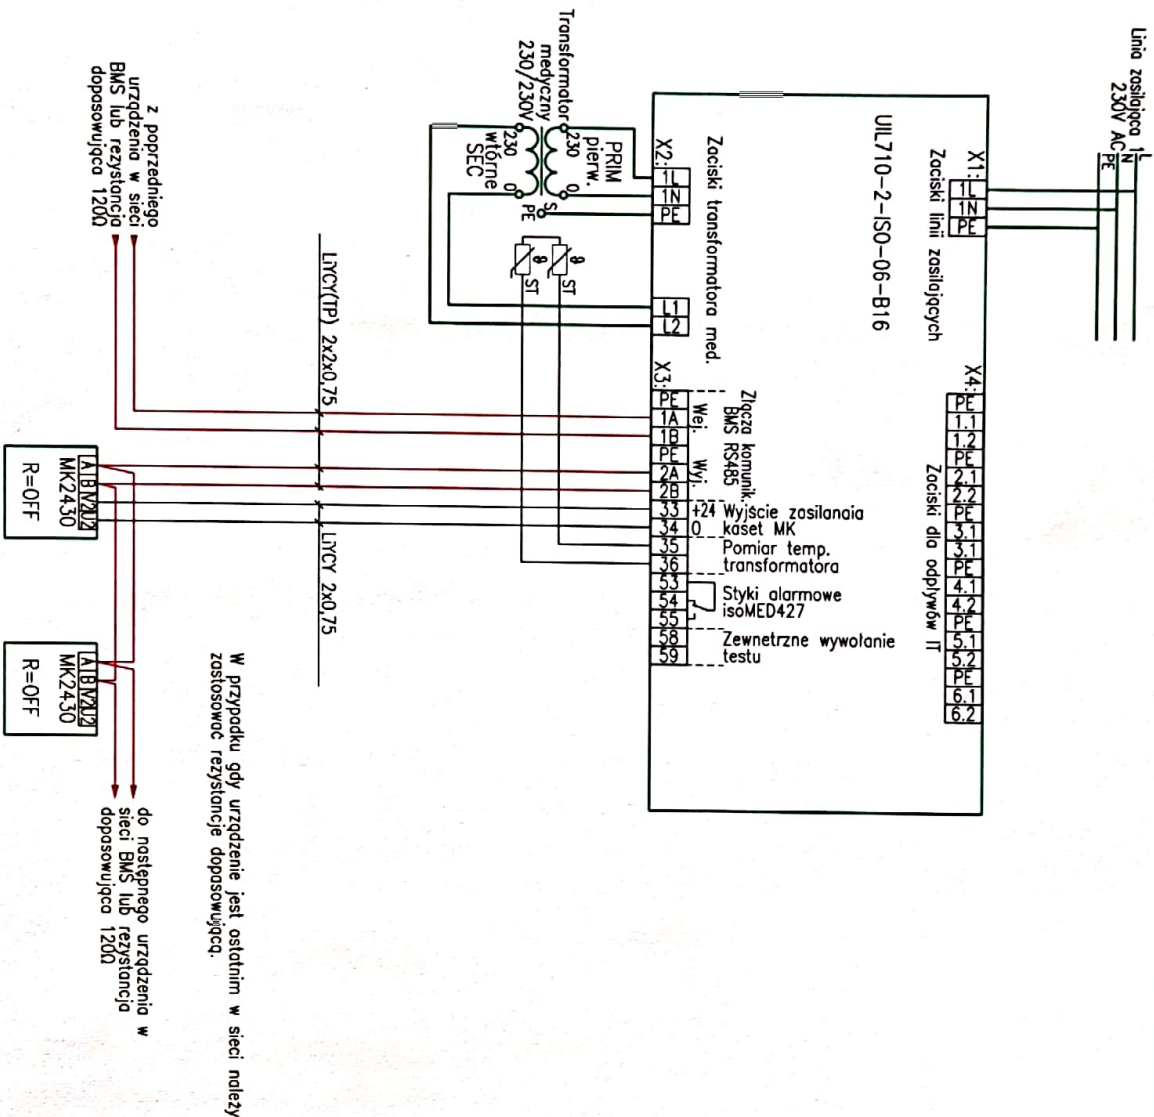 Linia zasilająca 1
230V AC
L
N
PE
X1:
1L
1N
PE
Zaciski linii zasilających
UIL710-2-ISO-06-B16
X4:
PE
1.1
1.2
PE
2.1
2.2
PE
3.1
3.1
PE
4.1
4.2
PE
5.1
5.2
PE
6.1
6.2
Zaciski dla odpływów IT
Zaciski transformatora med.
X2:
1L
1N
PE
L1
L2
Transformator
medyczny
230/230V
PRIM
pierw.
230
0
230
0
wtórne
SEC
S
PE
ϑ
ST
ϑ
ST
X3:
PE
1A
1B
PE
2A
2B
33
34
35
36
53
54
55
58
59
Złącza komunik.
BMS RS485
Wej.
Wyj.
+24
0
Wyjście zasilanaia
kaset MK
Pomiar temp.
transformatora
Styki alarmowe
isoMED427
Zewnetrzne wywołanie
testu
z poprzedniego
urządzenia w sieci
BMS lub rezystancja
dopasowująca 120Ω
LiYCY(TP) 2x2x0,75
LiYCY 2x0,75
A B V2 U2
MK2430
R=OFF
A B V2 U2
MK2430
R=OFF
do następnego urządzenia w
sieci BMS lub rezystancja
dopasowująca 120Ω
W przypadku gdy urządzenie jest ostatnim w sieci należy
zastosować rezystancje dopasowującą.